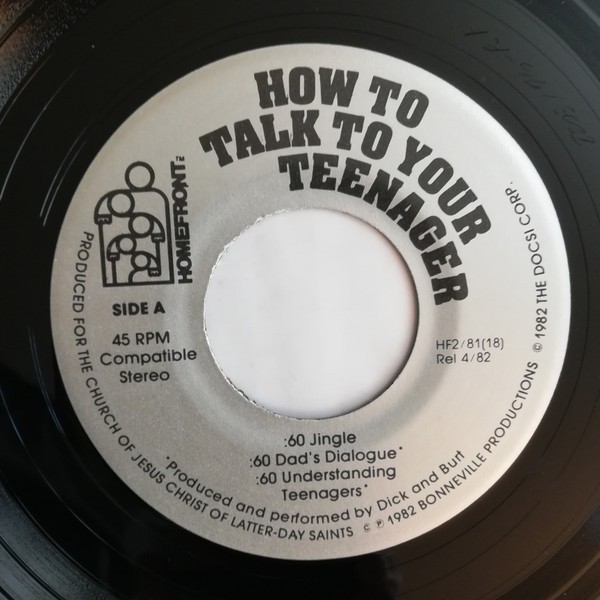 HOW TO
TALK TO YOUR
TEENAGER
HOMEFRONT
SIDE A
45 RPM
Compatible
Stereo
HF2/81(18)
Rel 4/82
:60 Jingle
:60 Dad's Dialogue*
:60 Understanding
Teenagers*
*Produced and performed by Dick and Burt
PRODUCED FOR THE CHURCH OF JESUS CHRIST OF LATTER-DAY SAINTS © ℗ 1982 BONNEVILLE PRODUCTIONS © 1982 THE DOCSI CORP.